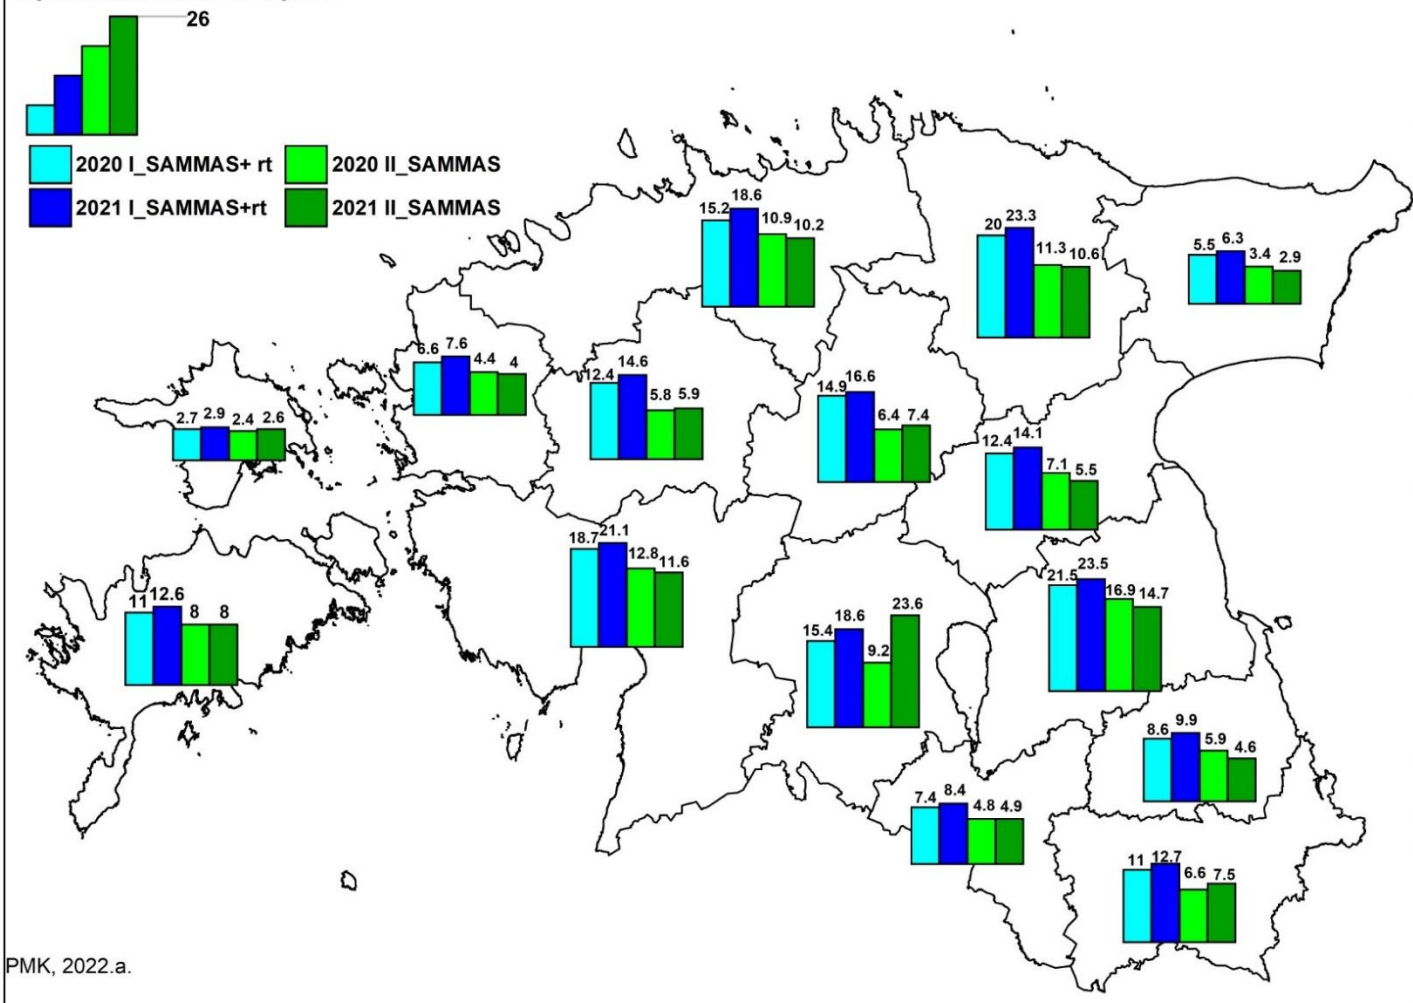 26
2020 I_SAMMAS+ rt
2020 II_SAMMAS
2021 I_SAMMAS+rt
2021 II_SAMMAS
15.2 18.6 10.9 10.2
20 23.3 11.3 10.6
5.5 6.3 3.4 2.9
6.6 7.6 4.4 4
12.4 14.6 5.8 5.9
14.9 16.6 6.4 7.4
2.7 2.9 2.4 2.6
12.4 14.1 7.1 5.5
18.7 21.1 12.8 11.6
11 12.6 8 8
15.4 18.6 9.2 23.6
21.5 23.5 16.9 14.7
8.6 9.9 5.9 4.6
7.4 8.4 4.8 4.9
11 12.7 6.6 7.5
PMK, 2022.a.